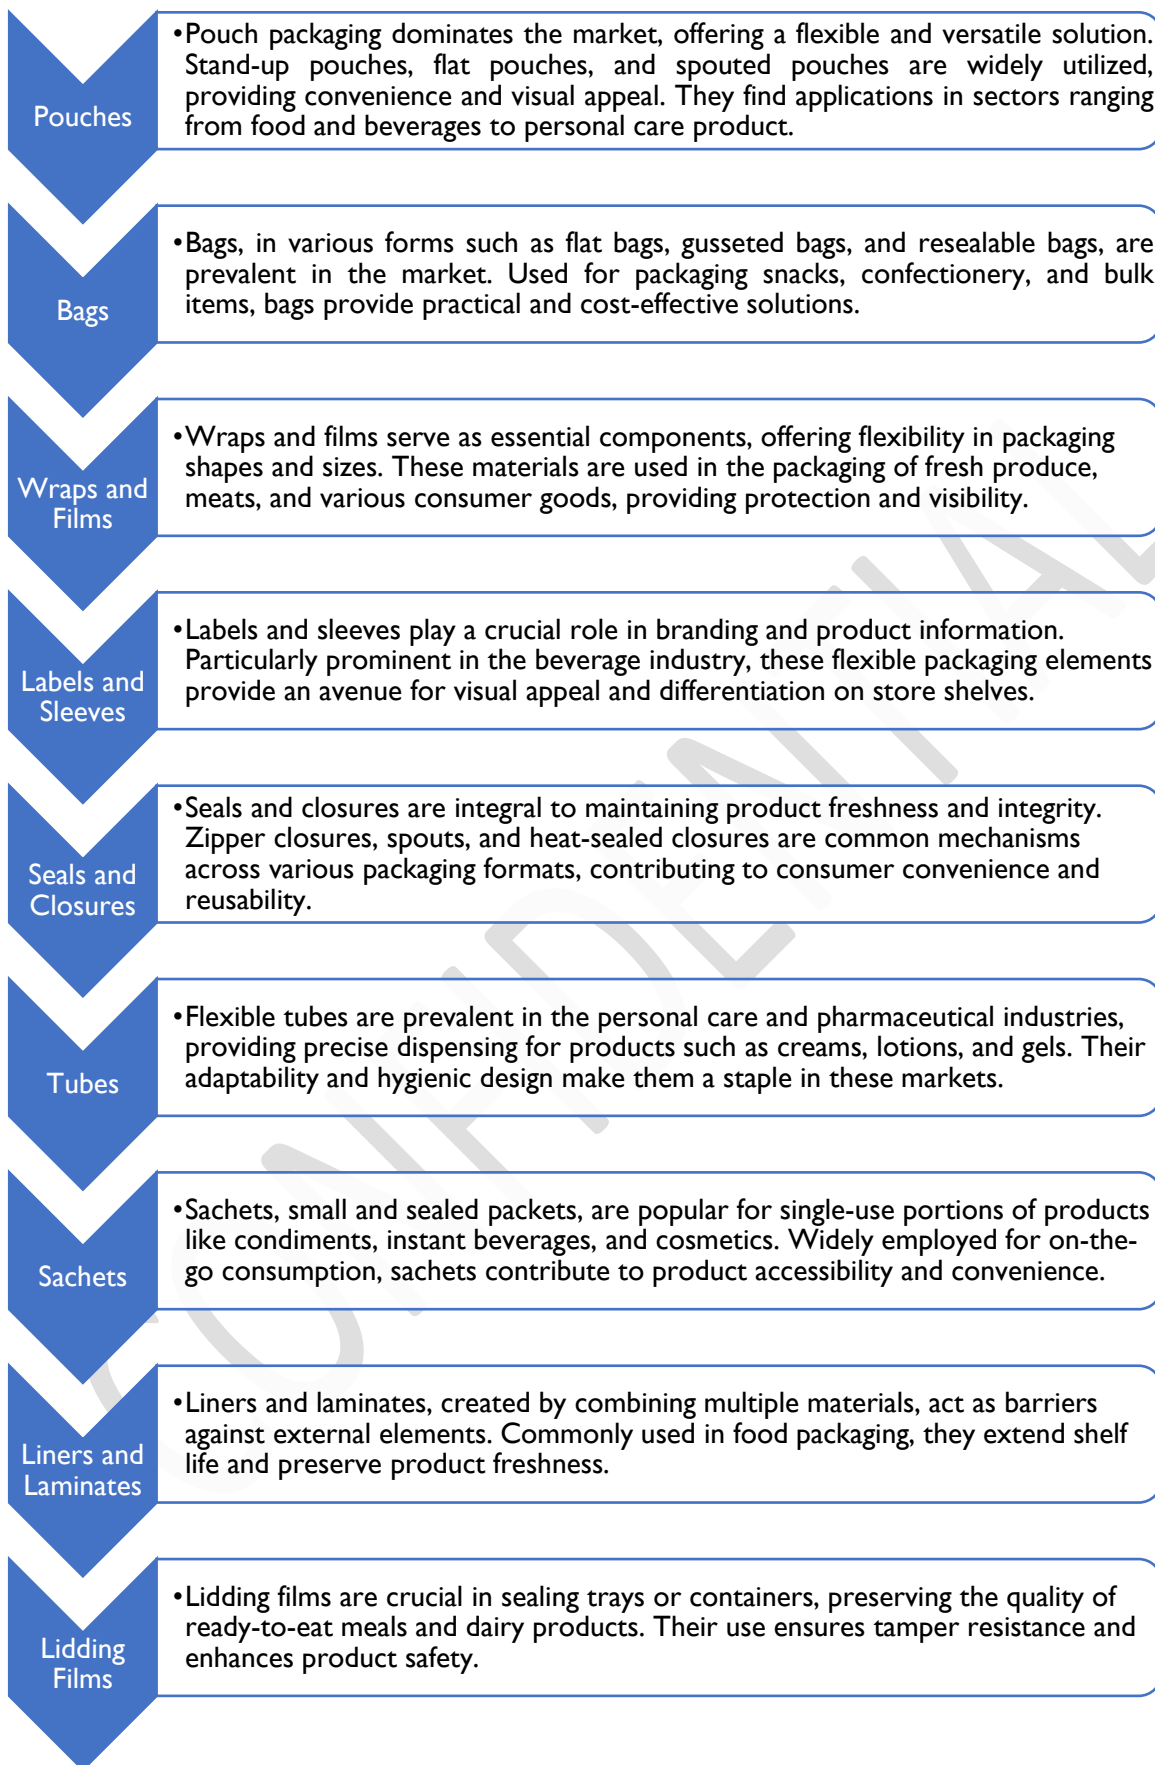 Pouches
•Pouch packaging dominates the market, offering a flexible and versatile solution.
Stand-up pouches, flat pouches, and spouted pouches are widely utilized,
providing convenience and visual appeal. They find applications in sectors ranging
from food and beverages to personal care product.
Bags
•Bags, in various forms such as flat bags, gusseted bags, and resealable bags, are
prevalent in the market. Used for packaging snacks, confectionery, and bulk
items, bags provide practical and cost-effective solutions.
Wraps and
Films
•Wraps and films serve as essential components, offering flexibility in packaging
shapes and sizes. These materials are used in the packaging of fresh produce,
meats, and various consumer goods, providing protection and visibility.
Labels and
Sleeves
•Labels and sleeves play a crucial role in branding and product information.
Particularly prominent in the beverage industry, these flexible packaging elements
provide an avenue for visual appeal and differentiation on store shelves.
Seals and
Closures
•Seals and closures are integral to maintaining product freshness and integrity.
Zipper closures, spouts, and heat-sealed closures are common mechanisms
across various packaging formats, contributing to consumer convenience and
reusability.
Tubes
•Flexible tubes are prevalent in the personal care and pharmaceutical industries,
providing precise dispensing for products such as creams, lotions, and gels. Their
adaptability and hygienic design make them a staple in these markets.
Sachets
•Sachets, small and sealed packets, are popular for single-use portions of products
like condiments, instant beverages, and cosmetics. Widely employed for on-the-
go consumption, sachets contribute to product accessibility and convenience.
Liners and
Laminates
•Liners and laminates, created by combining multiple materials, act as barriers
against external elements. Commonly used in food packaging, they extend shelf
life and preserve product freshness.
Lidding
Films
•Lidding films are crucial in sealing trays or containers, preserving the quality of
ready-to-eat meals and dairy products. Their use ensures tamper resistance and
enhances product safety.
CONFIDENTIAL